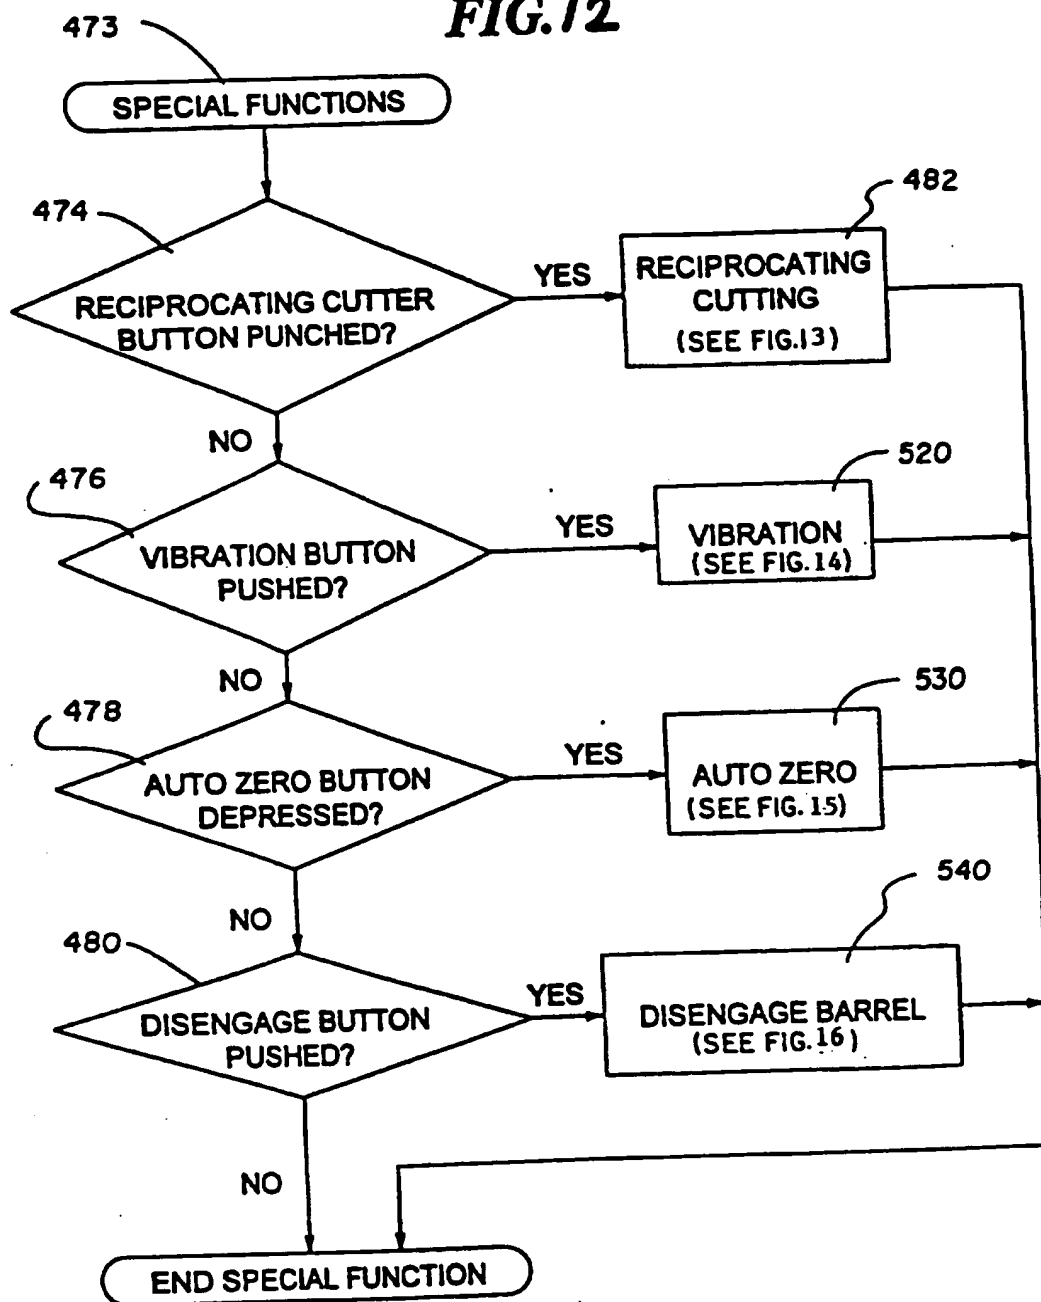 FIG.12
473
SPECIAL FUNCTIONS
474
RECIPROCATING CUTTER
BUTTON PUNCHED?
YES
482
RECIPROCATING
CUTTING
(SEE FIG.13)
NO
476
VIBRATION BUTTON
PUSHED?
YES
520
VIBRATION
(SEE FIG.14)
NO
478
AUTO ZERO BUTTON
DEPRESSED?
YES
530
AUTO ZERO
(SEE FIG.15)
NO
480
DISENGAGE BUTTON
PUSHED?
YES
540
DISENGAGE BARREL
(SEE FIG.16)
NO
END SPECIAL FUNCTION